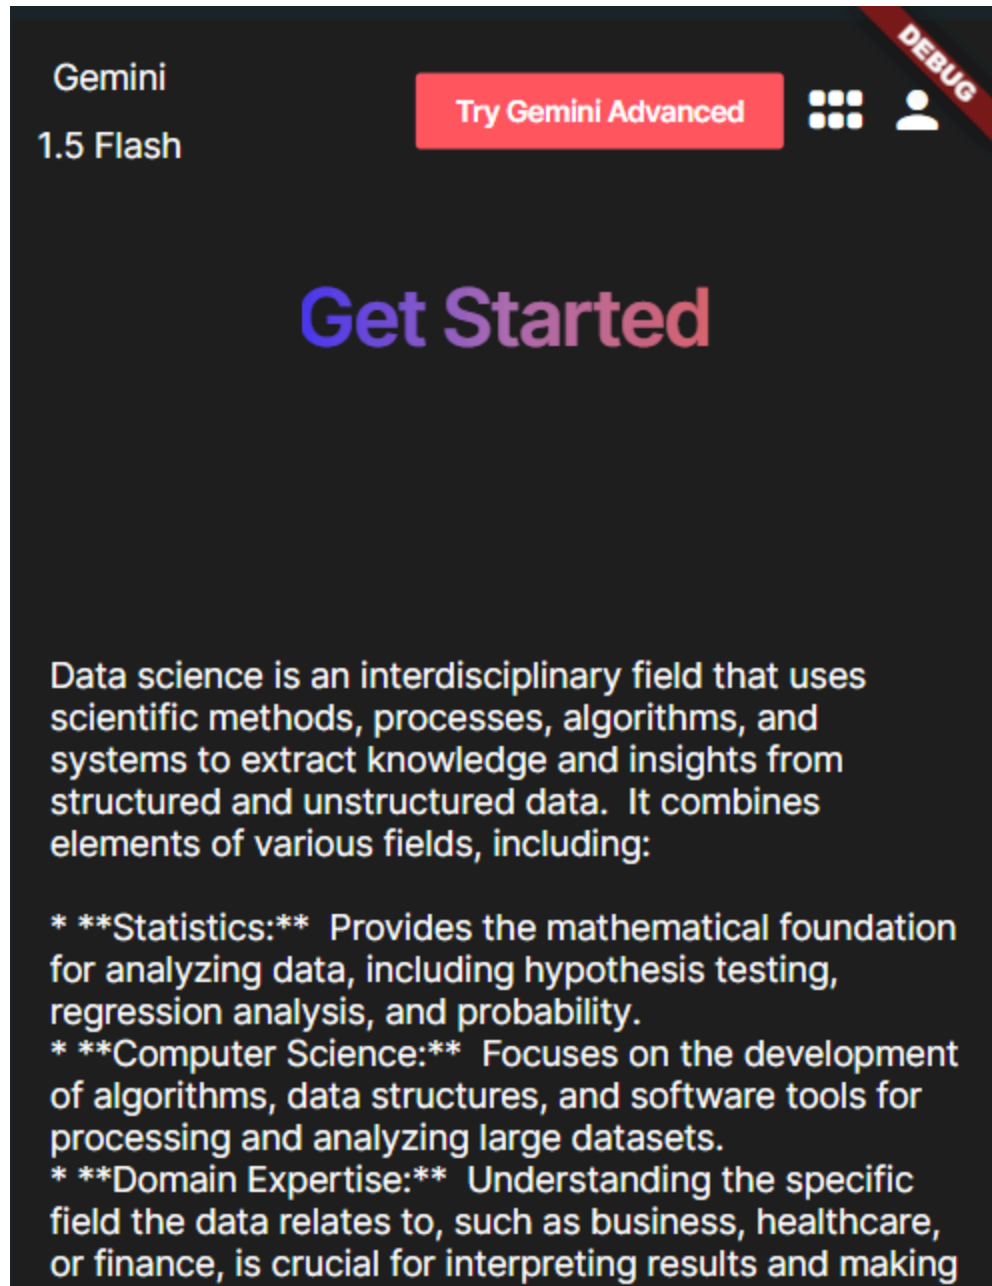 DEBUG
Gemini
Try Gemini Advanced
1.5 Flash
Get Started
Data science is an interdisciplinary field that uses
scientific methods, processes, algorithms, and
systems to extract knowledge and insights from
structured and unstructured data.  It combines
elements of various fields, including:
* **Statistics:**  Provides the mathematical foundation
for analyzing data, including hypothesis testing,
regression analysis, and probability.
* **Computer Science:**  Focuses on the development
of algorithms, data structures, and software tools for
processing and analyzing large datasets.
* **Domain Expertise:**  Understanding the specific
field the data relates to, such as business, healthcare,
or finance, is crucial for interpreting results and making